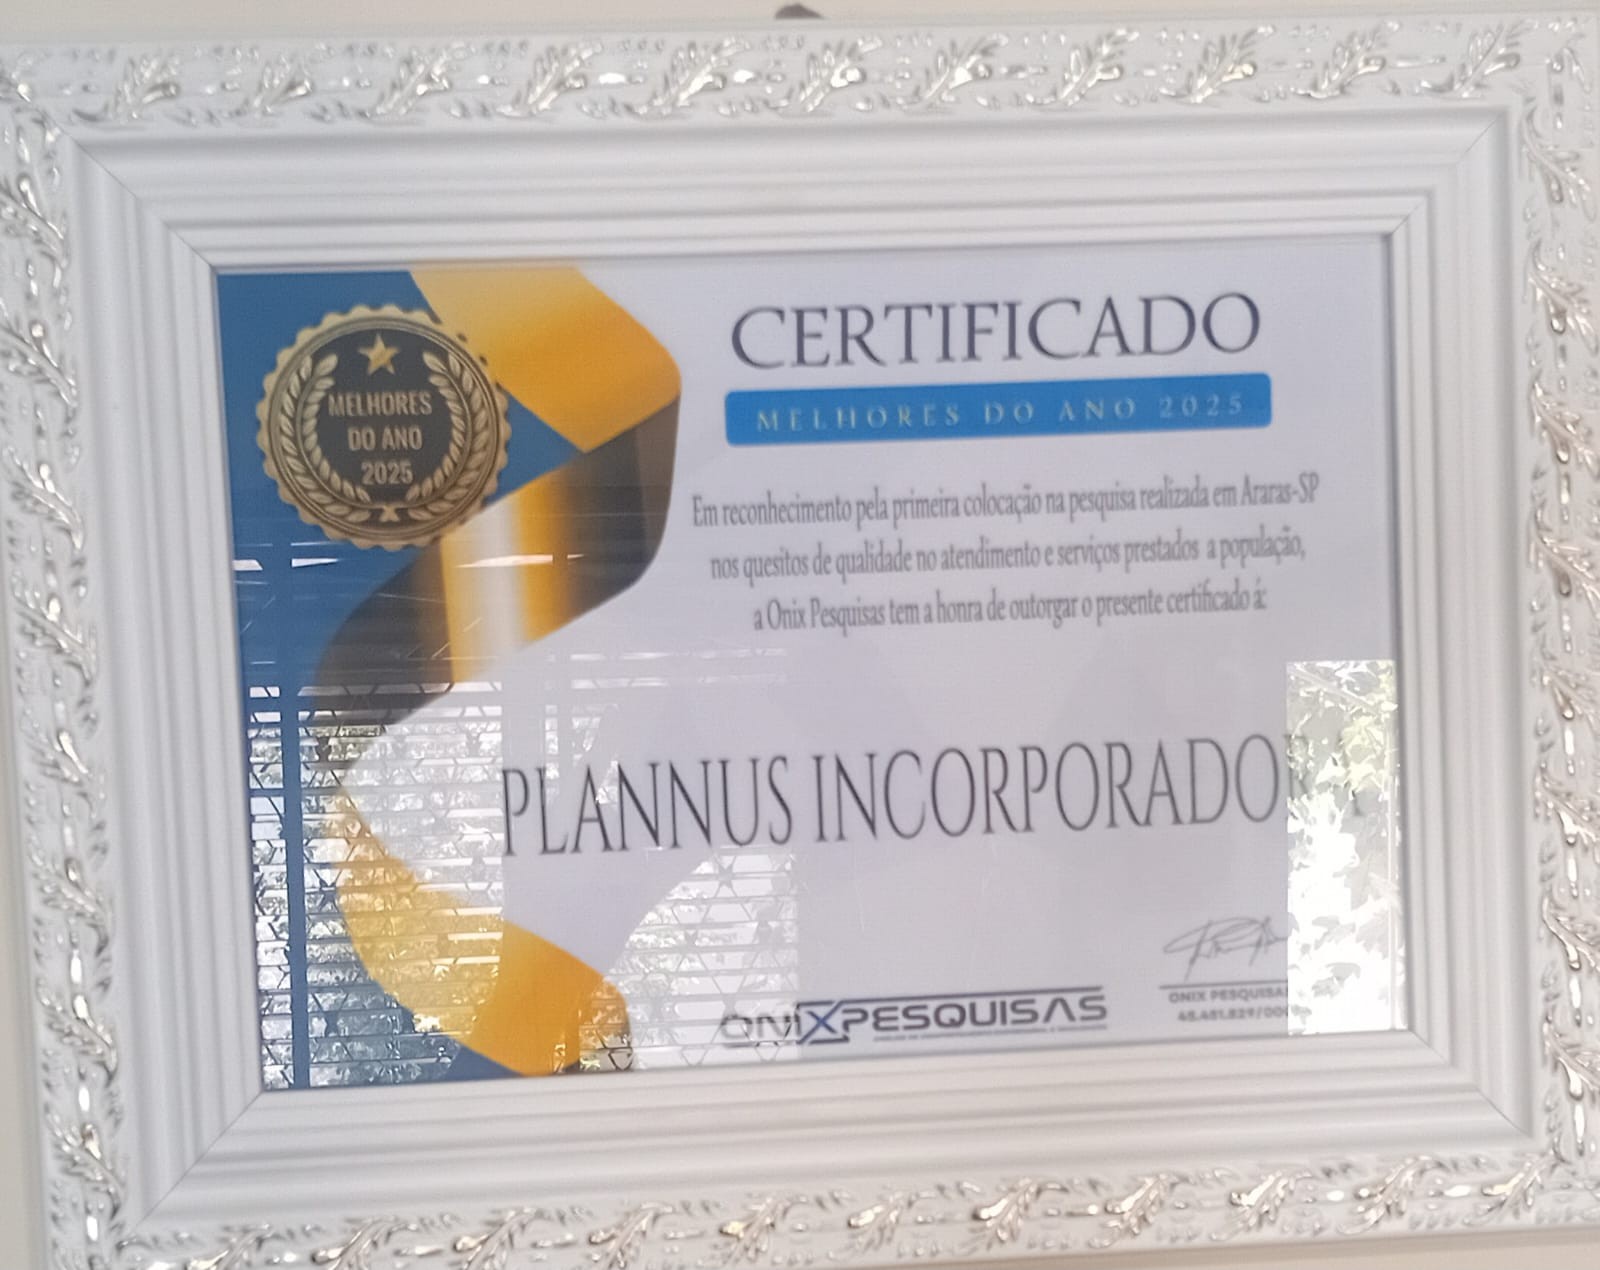 MELHORES
DO ANO
2025
CERTIFICADO
MELHORES DO ANO 2025
Em reconhecimento pela primeira colocação na pesquisa realizada em Araras-SP
nos quesitos de qualidade no atendimento e serviços prestados a população,
a Onix Pesquisas tem a honra de outorgar o presente certificado á:
PLANNUS INCORPORADO
ONIXPESQUISAS
ONIX PESQUISAS